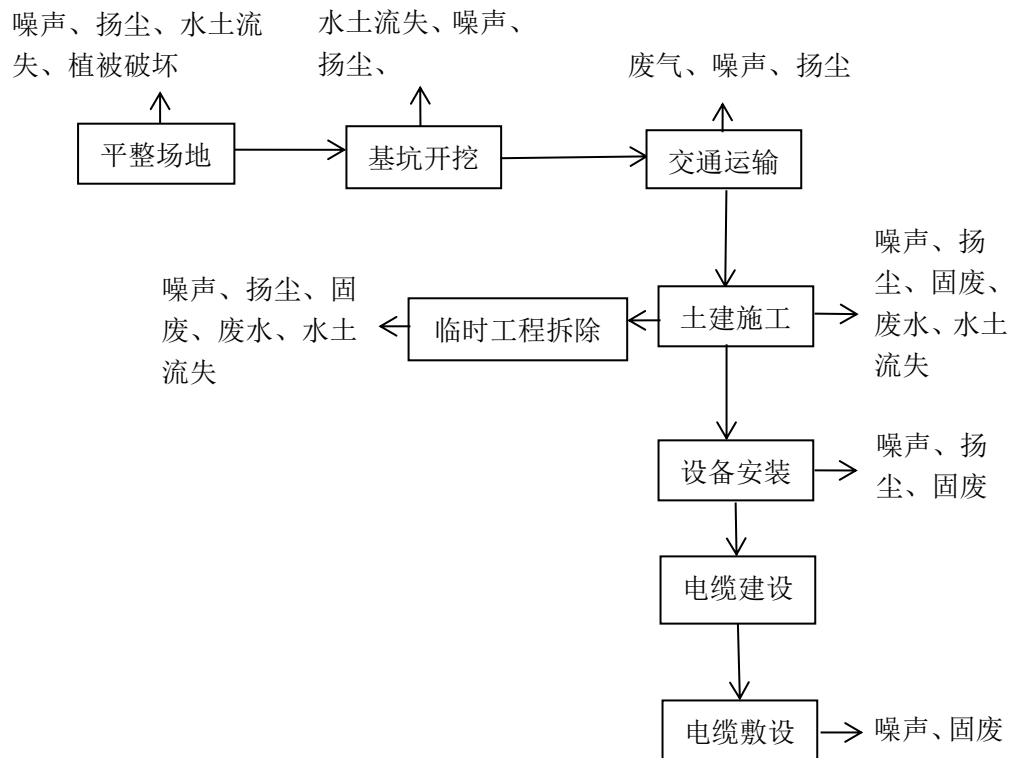 噪声、扬尘、水土流
失、植被破坏
水土流失、噪声、
扬尘、
废气、噪声、扬尘
平整场地
基坑开挖
交通运输
噪声、扬
尘、固废、
废水、水土
流失
噪声、扬尘、固
废、废水、水土
流失
临时工程拆除
土建施工
设备安装
噪声、扬
尘、固废
电缆建设
电缆敷设
噪声、固废